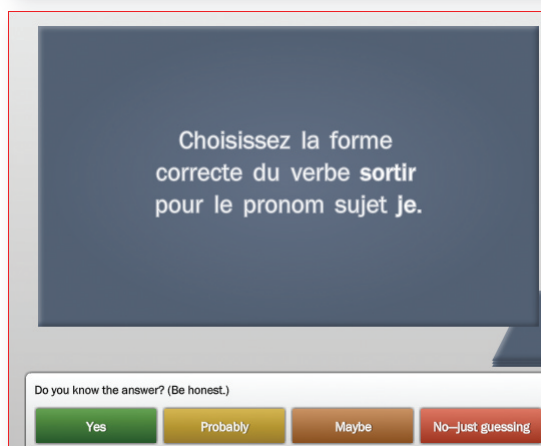 Choisissez la forme
correcte du verbe sortir
pour le pronom sujet je.
Do you know the answer? (Be honest.)
Yes
Probably
Maybe
No—just guessing